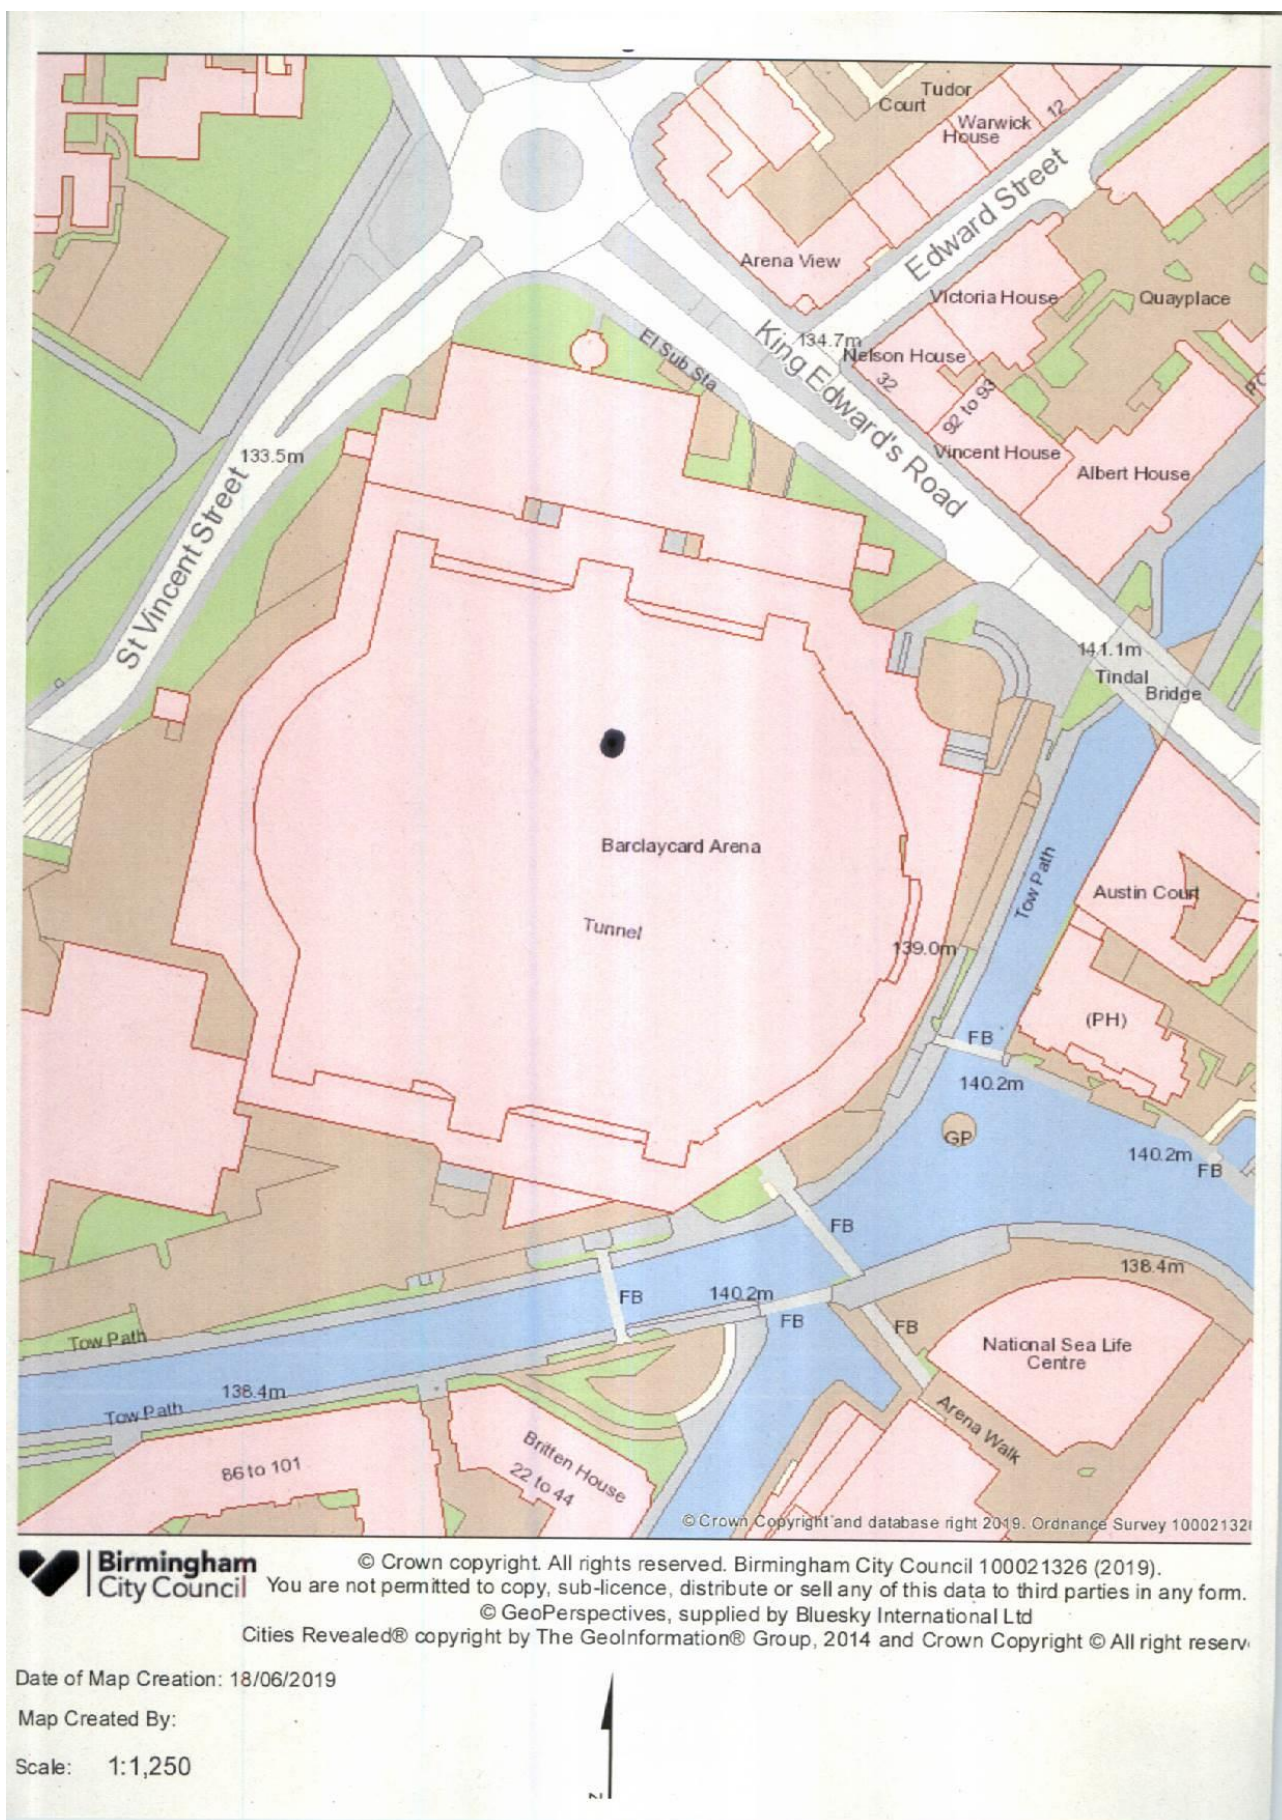 Tudor
Court
Warwick
House
12
Edward Street
Arena View
Victoria House
Quayplace
134.7m
El Sub Sta
King Edward's Road
Nelson House
32
92 to 93
Vincent House
Albert House
133.5m
St Vincent Street
141.1m
Tindal
Bridge
Barclaycard Arena
Tunnel
Tow Path
Austin Court
139.0m
(PH)
FB
140.2m
GP
140.2m
FB
FB
138.4m
FB
140.2m
FB
FB
National Sea Life
Centre
Tow Path
138.4m
Tow Path
Arena Walk
86 to 101
Britten House
22 to 44
© Crown Copyright and database right 2019. Ordnance Survey 100021326
Birmingham
City Council
© Crown copyright. All rights reserved. Birmingham City Council 100021326 (2019).
You are not permitted to copy, sub-licence, distribute or sell any of this data to third parties in any form.
© GeoPerspectives, supplied by Bluesky International Ltd
Cities Revealed® copyright by The GeoInformation® Group, 2014 and Crown Copyright © All right reserv
Date of Map Creation: 18/06/2019
Map Created By:
Scale: 1:1,250
N